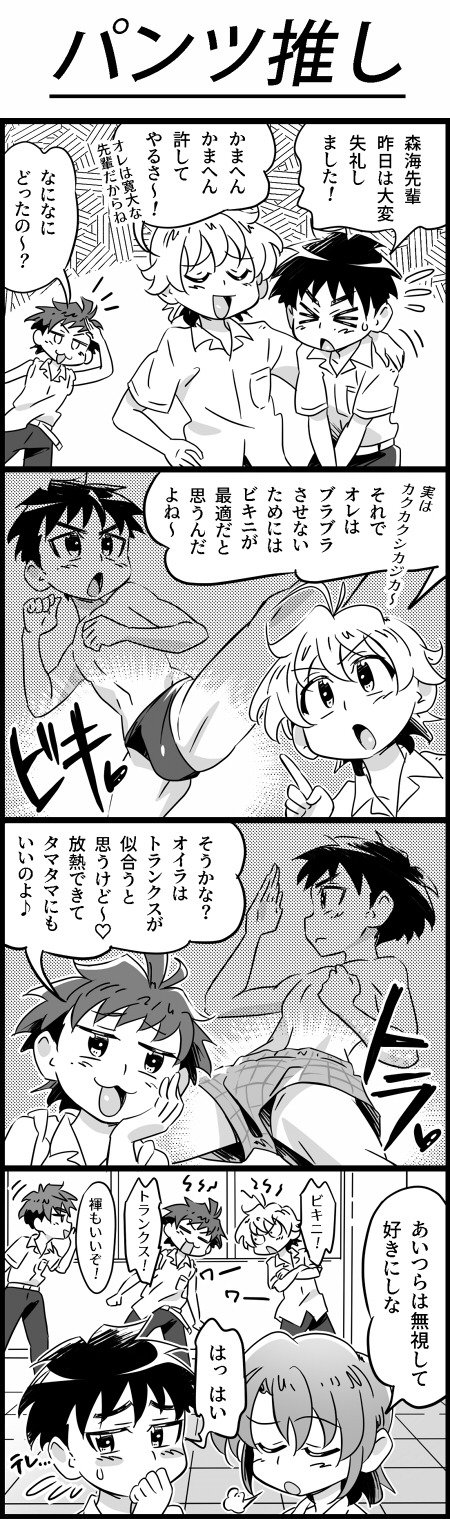 パンツ推し
森海先輩
昨日は大変
失礼し
ました!
かまへん
かまへん
許して
やるさ～!
オレは寛大な
先輩だからね
なになに
どったの～?
実は
カクカクシカジカ～
それで
オレは
ブラブラ
させない
ためには
ビキニが
最適だと
思うんだ
よね～
ビキ
そうかな?
オイラは
トランクスが
似合うと
思うけど～♡
放熱できて
タマタマにも
いいのよ♪
トラ
あいつらは無視して
好きにしな
ビキニー!
トランクス!
褌もいいぞ!
ワー
ワー
はっ はい
テレ…